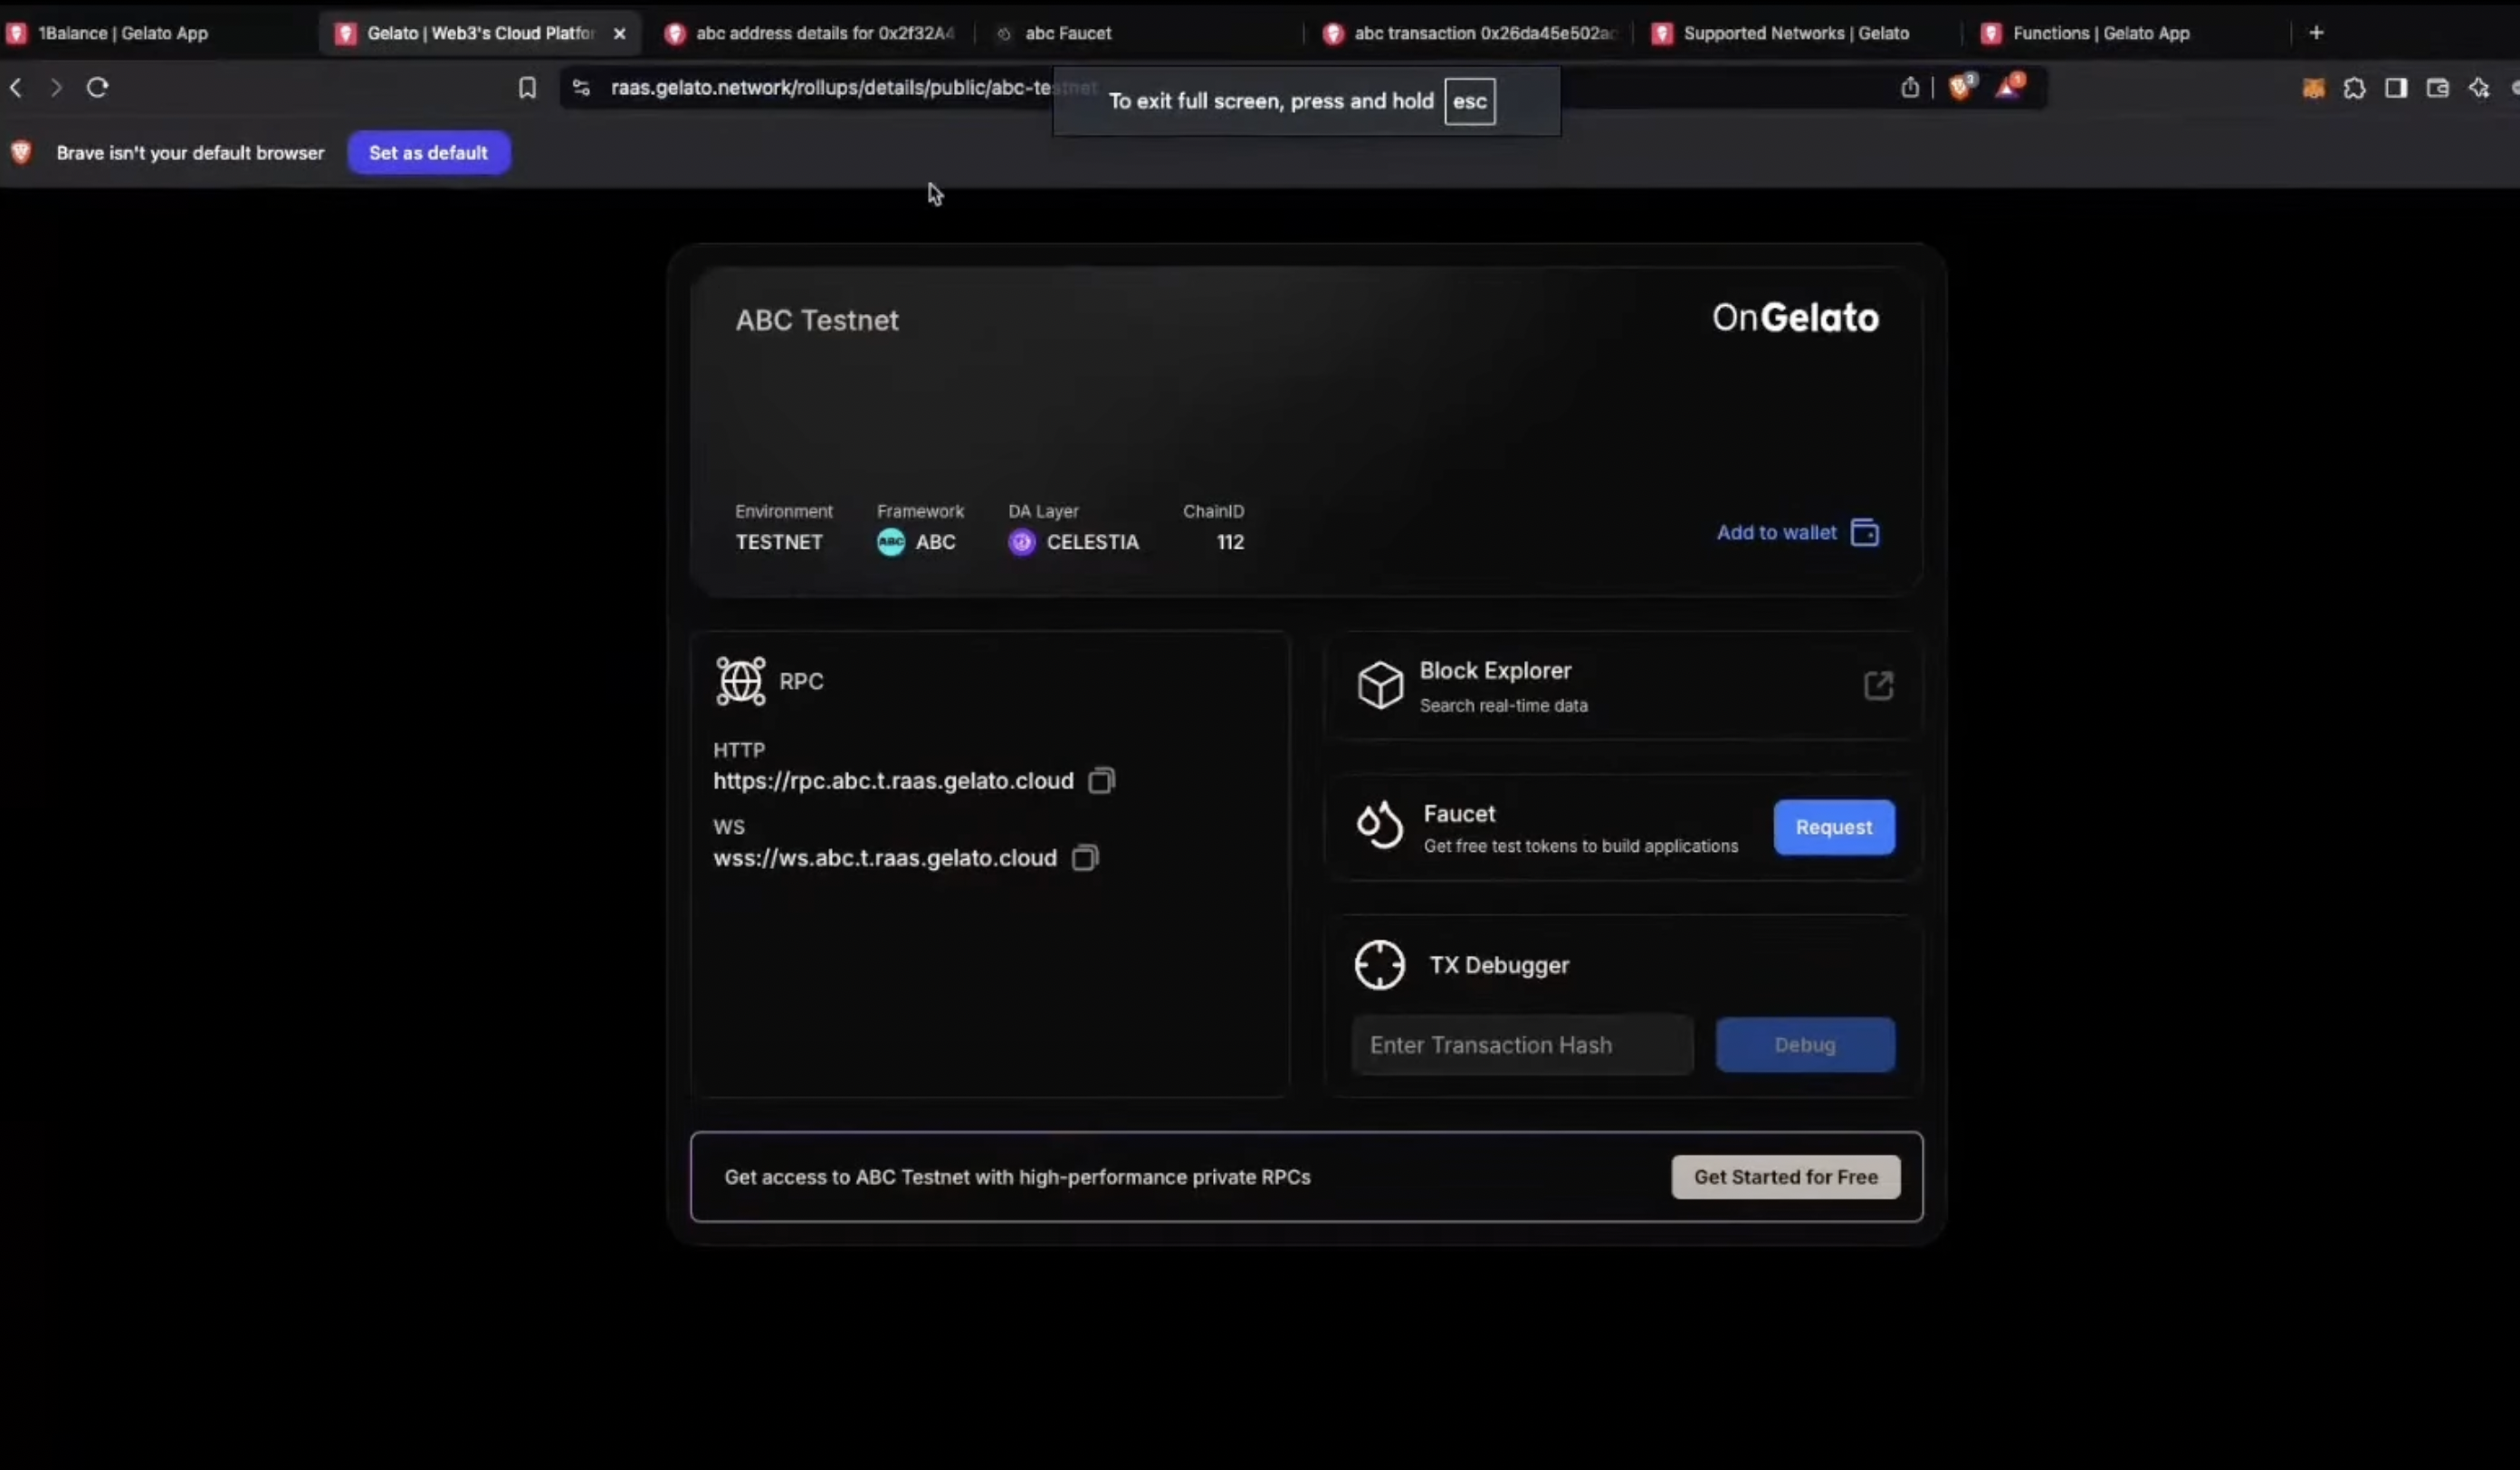 1Balance | Gelato App
Gelato | Web3's Cloud Platfor
abc address details for 0x2f32A4
abc Faucet
abc transaction 0x26da45e502ac
Supported Networks | Gelato
Functions | Gelato App
raas.gelato.network/rollups/details/public/abc-testnet
To exit full screen, press and hold esc
3
1
Brave isn't your default browser
Set as default
ABC Testnet
OnGelato
Environment Framework DA Layer ChainID
TESTNET ABC ABC CELESTIA 112
Add to wallet
RPC
HTTP
https://rpc.abc.t.raas.gelato.cloud
WS
wss://ws.abc.t.raas.gelato.cloud
Block Explorer
Search real-time data
Faucet
Get free test tokens to build applications
Request
TX Debugger
Enter Transaction Hash
Debug
Get access to ABC Testnet with high-performance private RPCs
Get Started for Free